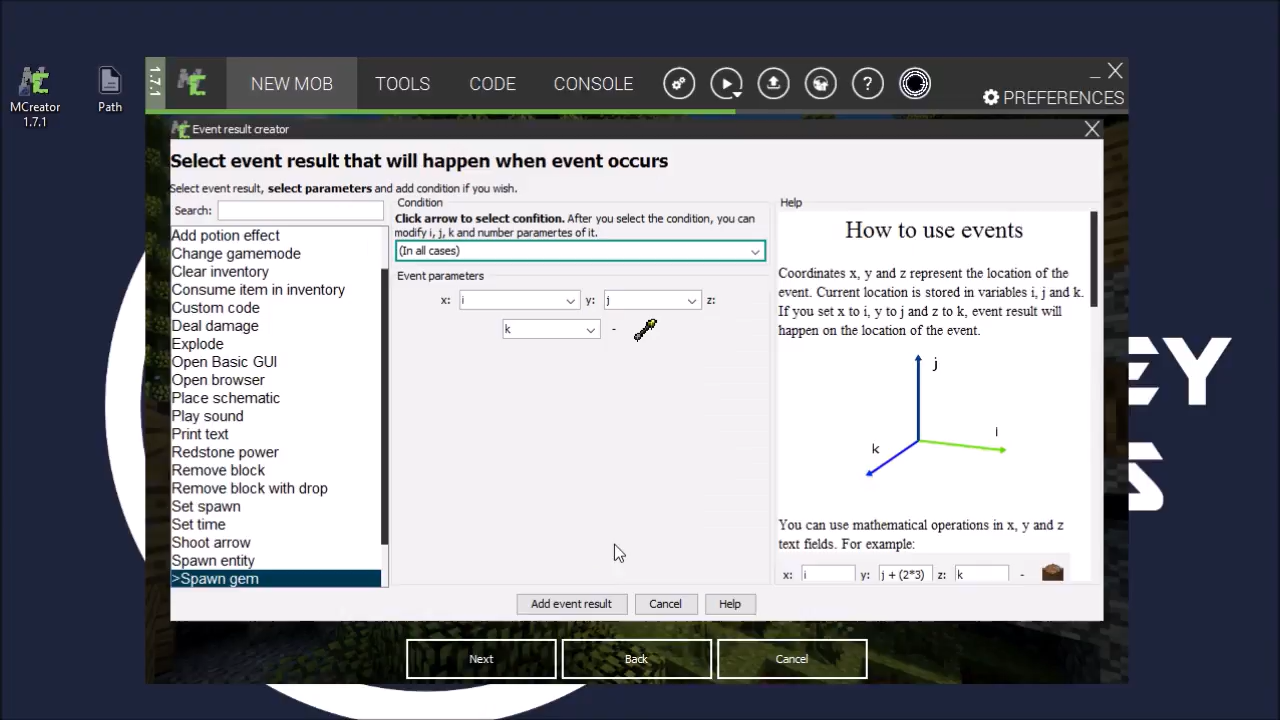 MCreator
1.7.1
Path
1.7.1
NEW MOB
TOOLS
CODE
CONSOLE
?
PREFERENCES
Event result creator
Select event result that will happen when event occurs
Select event result, select parameters and add condition if you wish.
Search:
Add potion effect
Change gamemode
Clear inventory
Consume item in inventory
Custom code
Deal damage
Explode
Open Basic GUI
Open browser
Place schematic
Play sound
Print text
Redstone power
Remove block
Remove block with drop
Set spawn
Set time
Shoot arrow
Spawn entity
>Spawn gem
Condition
Click arrow to select confition. After you select the condition, you can
modify i, j, k and number paramertes of it.
(In all cases)
Event parameters
x: i y: j z:
k -
Help
How to use events
Coordinates x, y and z represent the location of the
event. Current location is stored in variables i, j and k.
If you set x to i, y to j and z to k, event result will
happen on the location of the event.
j
i
k
You can use mathematical operations in x, y and z
text fields. For example:
x: i y: j + (2*3) z: k -
Add event result
Cancel
Help
Next
Back
Cancel